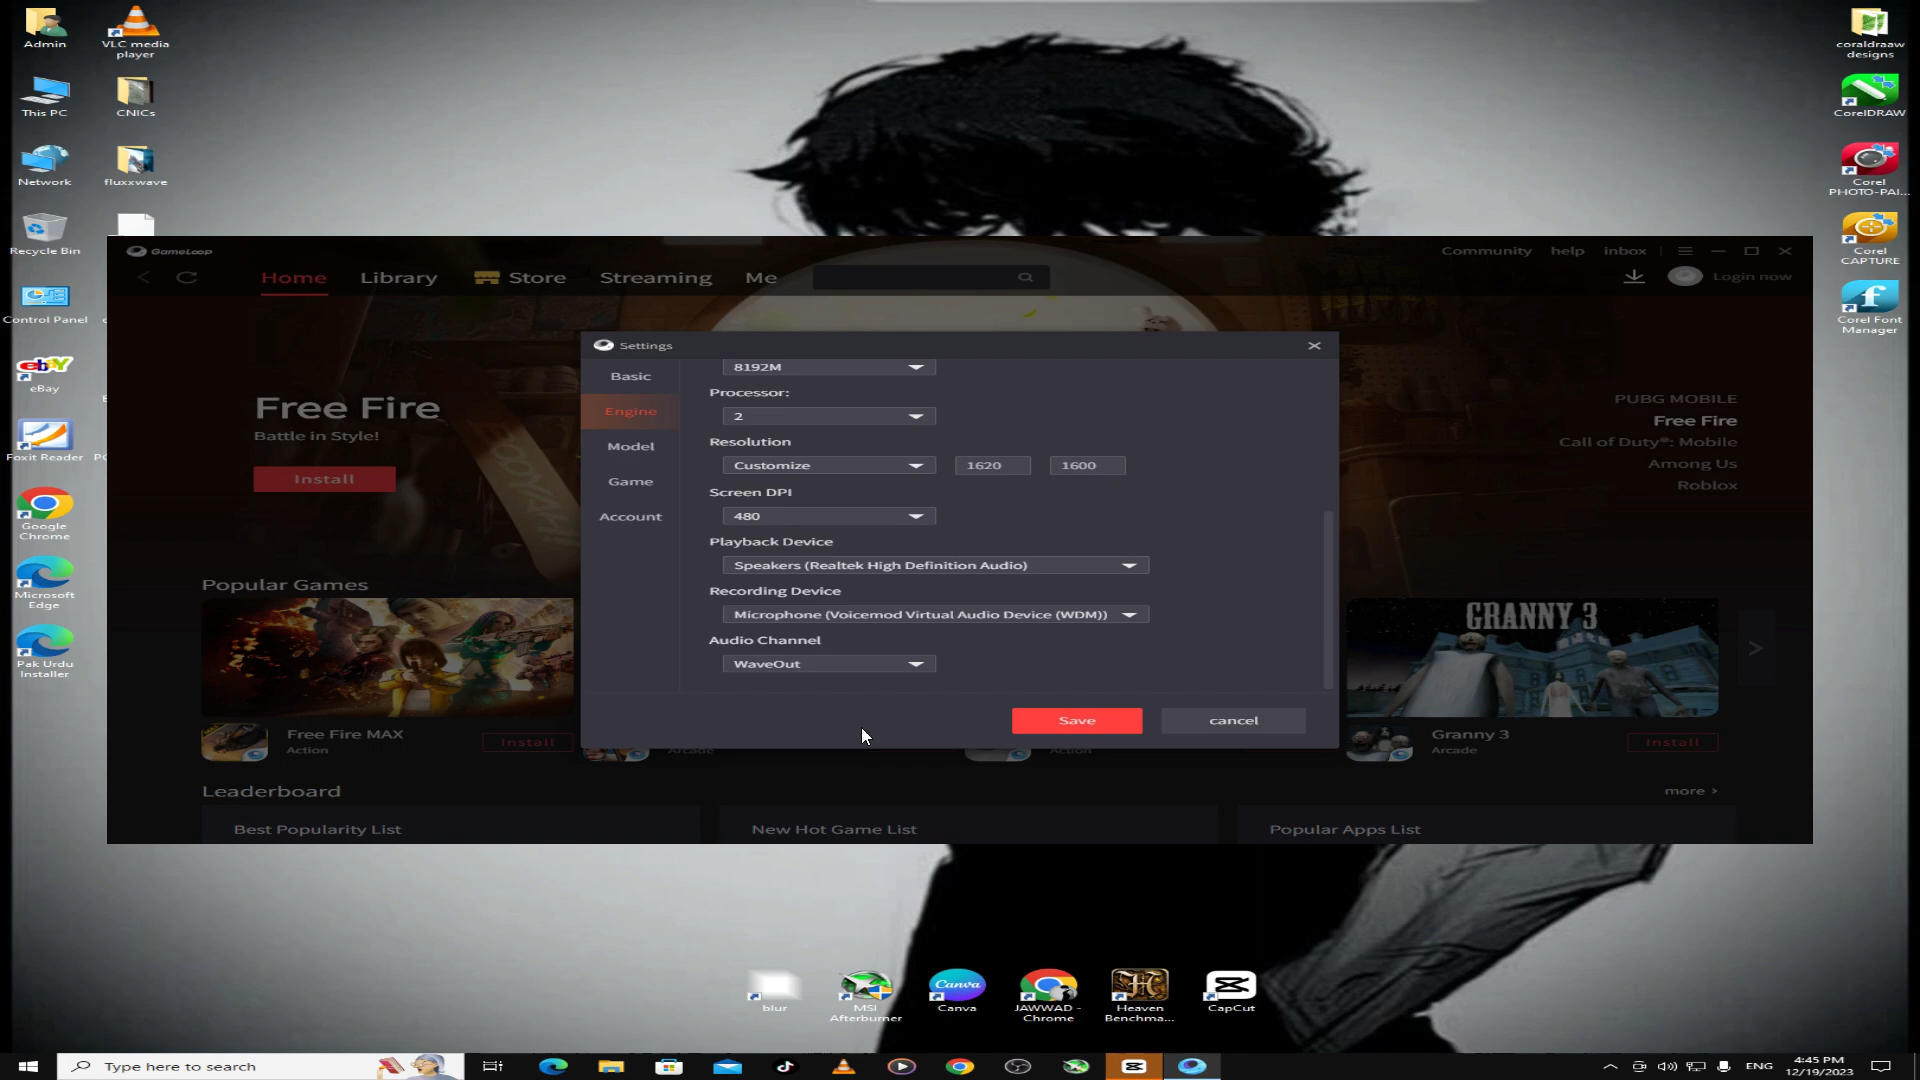 Admin
VLC media
player
This PC
CNICs
Network
fluxxwave
Recycle Bin
Control Panel
ebay
eBay
Foxit Reader
PC
Google
Chrome
Microsoft
Edge
Pak Urdu
Installer
coraldraaw
designs
CorelDRAW
Corel
PHOTO-PAI...
Corel
CAPTURE
Corel Font
Manager
GameLoop
Community help inbox
Home Library Store Streaming Me
Login now
Free Fire
Battle in Style!
Install
PUBG MOBILE
Free Fire
Call of Duty®: Mobile
Among Us
Roblox
Settings
Basic
Engine
Model
Game
Account
8192M
Processor:
2
Resolution
Customize 1620 1600
Screen DPI
480
Playback Device
Speakers (Realtek High Definition Audio)
Recording Device
Microphone (Voicemod Virtual Audio Device (WDM))
Audio Channel
WaveOut
Save cancel
Popular Games
GRANNY 3
Free Fire MAX
Action
Install
Arcade
Action
Granny 3
Arcade
Install
Leaderboard
more >
Best Popularity List
New Hot Game List
Popular Apps List
blur
MSI
Afterburner
Canva
Canva
JAWWAD -
Chrome
Heaven
Benchma...
CapCut
Type here to search
ENG
4:45 PM
12/19/2023